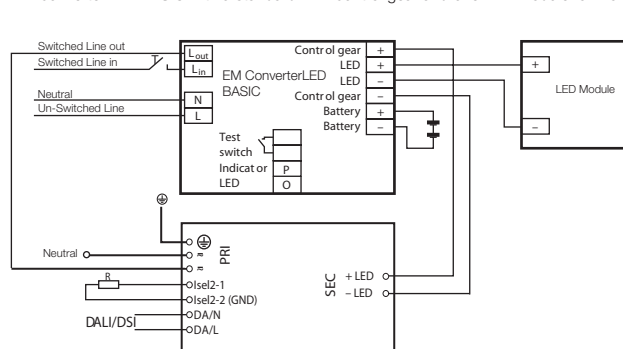 Switched Line out
Switched Line in
Neutral
Un-Switched Line
Lout
Lin
N
L
EM ConverterLED
BASIC
Test
switch
Indicator
LED
P
O
Control gear +
LED +
LED –
Control gear –
Battery +
Battery –
+
–
LED Module
Neutral
PRI
R
Isel2-1
Isel2-2 (GND)
DALI/DSI
DA/N
DA/L
SEC
+ LED
– LED